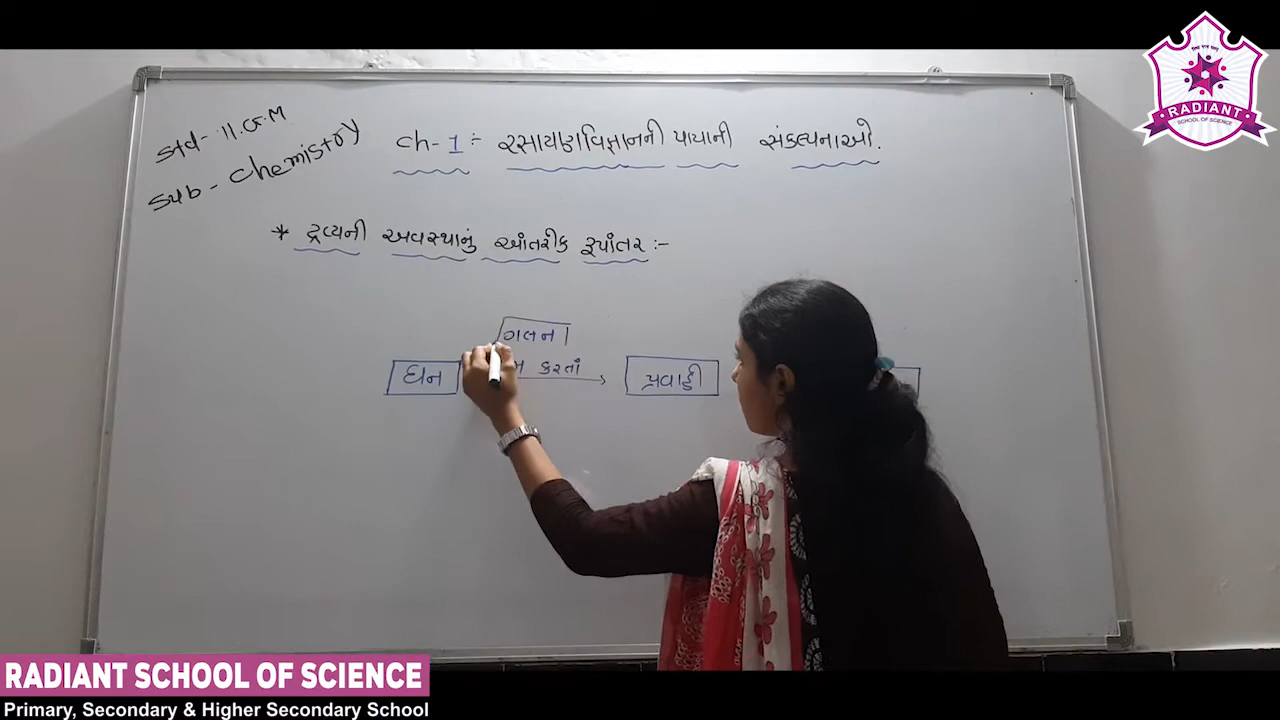 ધો- 11.G.M
Sub- Chemistry
ch- 1 :- રસાયણવિજ્ઞાનની પાયાની સંકલ્પનાઓ.
* દ્રવ્યની અવસ્થાનું આંતરીક રૂપાંતર :-
ગલન
ઘન કરતાં પ્રવાહી
RADIANT
SCHOOL OF SCIENCE
RADIANT SCHOOL OF SCIENCE
Primary, Secondary & Higher Secondary School